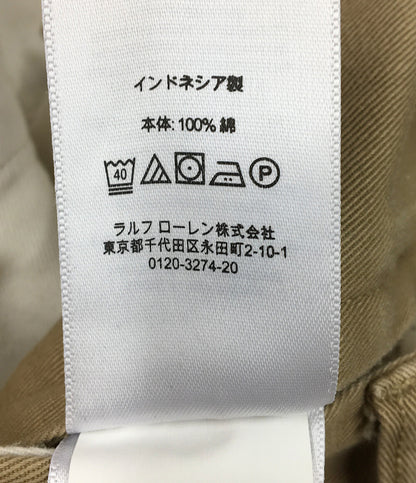 インドネシア製
本体: 100% 綿
40 P
ラルフ ローレン株式会社
東京都千代田区永田町2-10-1
0120-3274-20